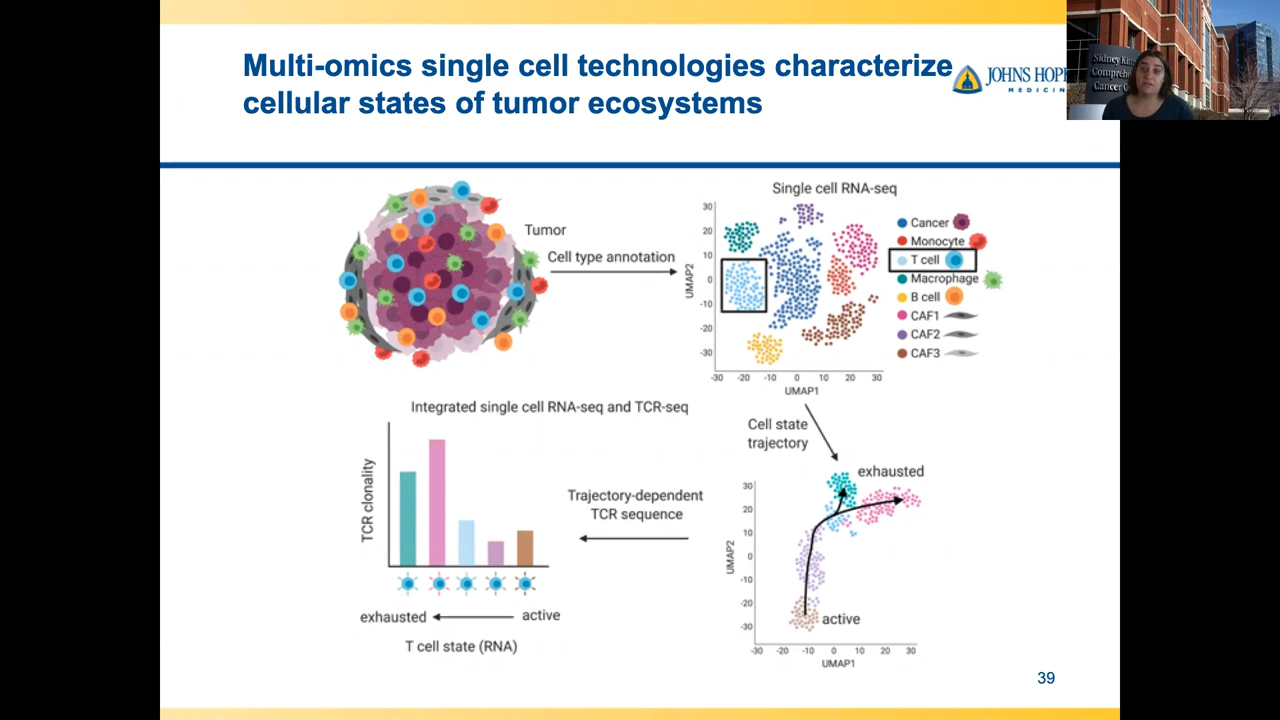 Multi-omics single cell technologies characterize
cellular states of tumor ecosystems
JOHNS
MEDICIN
Sidney
Compreh
Cancer C
Single cell RNA-seq
Tumor
Cell type annotation
UMAP2
30
20
10
0
-10
-20
-30
-30 -20 -10 0 10 20 30
UMAP1
Cancer
Monocyte
T cell
Macrophage
B cell
CAF1
CAF2
CAF3
Cell state
trajectory
exhausted
active
UMAP2
30
20
10
0
-10
-20
-30
-30 -20 -10 0 10 20 30
UMAP1
Trajectory-dependent
TCR sequence
Integrated single cell RNA-seq and TCR-seq
TCR clonality
exhausted
active
T cell state (RNA)
39